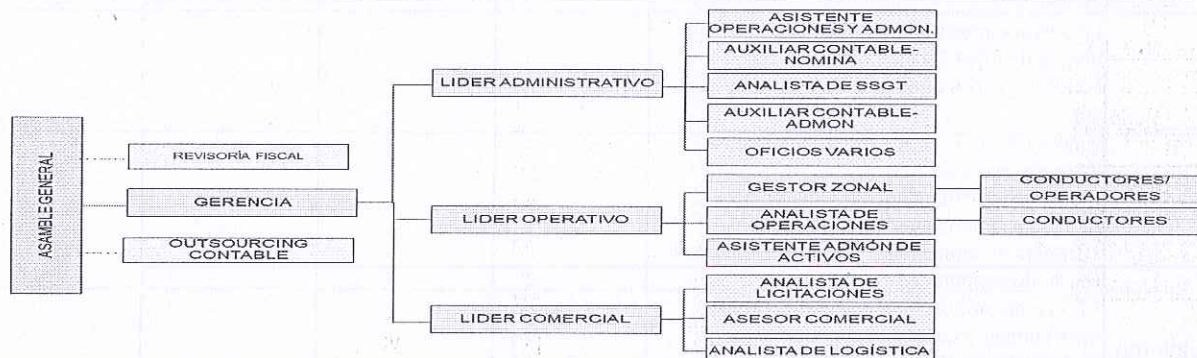 ASAMBLE GENERAL
REVISORÍA FISCAL
GERENCIA
OUTSOURCING
CONTABLE
LIDER ADMINISTRATIVO
ASISTENTE
OPERACIONES Y ADMON.
AUXILIAR CONTABLE-
NOMINA
ANALISTA DE SSGT
AUXILIAR CONTABLE-
ADMON
OFICIOS VARIOS
LIDER OPERATIVO
GESTOR ZONAL
CONDUCTORES/
OPERADORES
ANALISTA DE
OPERACIONES
CONDUCTORES
ASISTENTE ADMÓN DE
ACTIVOS
LIDER COMERCIAL
ANALISTA DE
LICITACIONES
ASESOR COMERCIAL
ANALISTA DE LOGÍSTICA